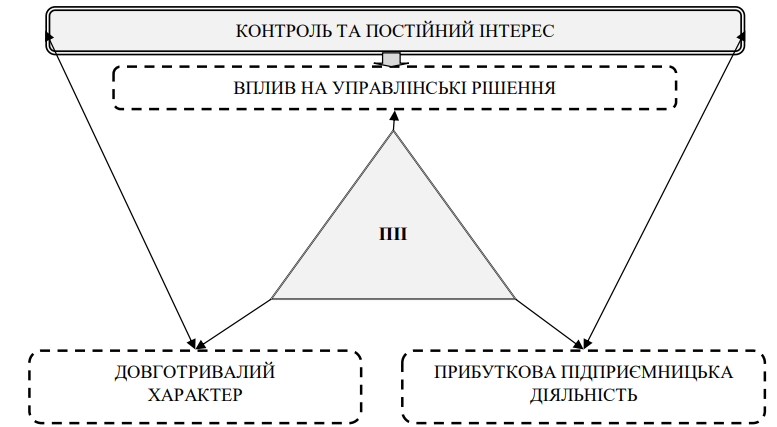 КОНТРОЛЬ ТА ПОСТІЙНИЙ ІНТЕРЕС
ВПЛИВ НА УПРАВЛІНСЬКІ РІШЕННЯ
ПІІ
ДОВГОТРИВАЛИЙ
ХАРАКТЕР
ПРИБУТКОВА ПІДПРИЄМНИЦЬКА
ДІЯЛЬНІСТЬ